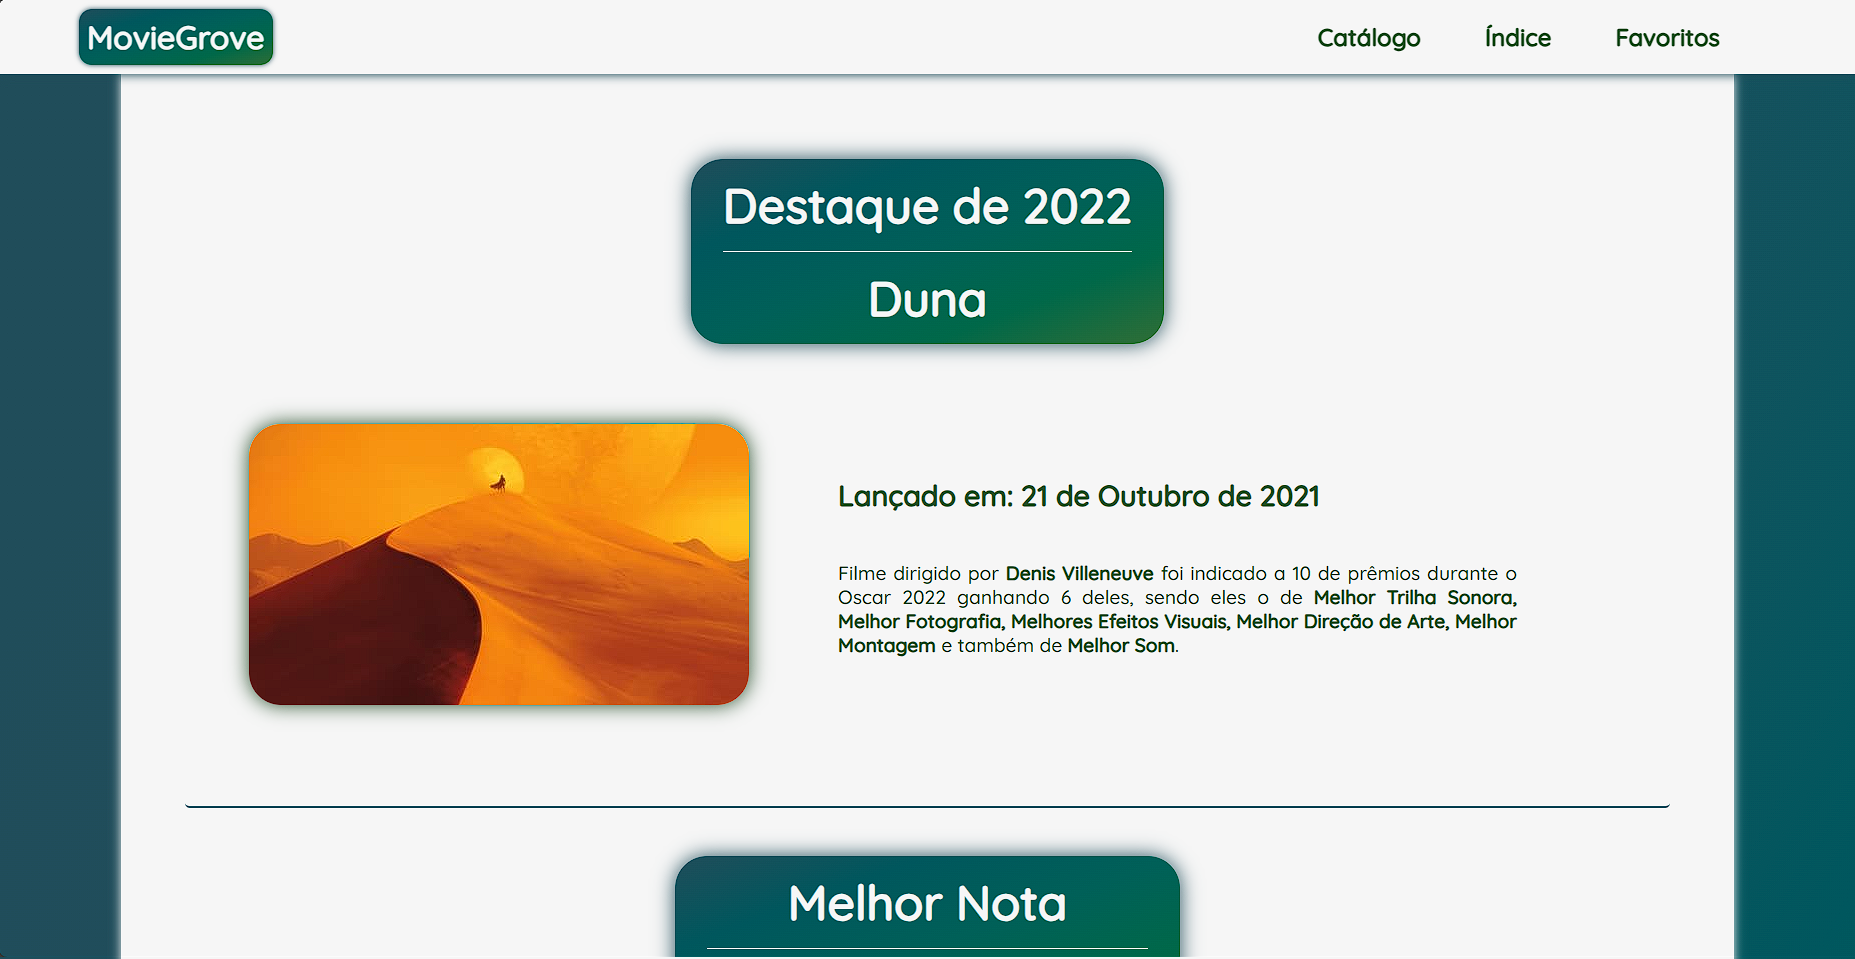 MovieGrove
Catálogo
Índice
Favoritos
Destaque de 2022
Duna
Lançado em: 21 de Outubro de 2021
Filme dirigido por Denis Villeneuve foi indicado a 10 de prêmios durante o
Oscar 2022 ganhando 6 deles, sendo eles o de Melhor Trilha Sonora,
Melhor Fotografia, Melhores Efeitos Visuais, Melhor Direção de Arte, Melhor
Montagem e também de Melhor Som.
Melhor Nota